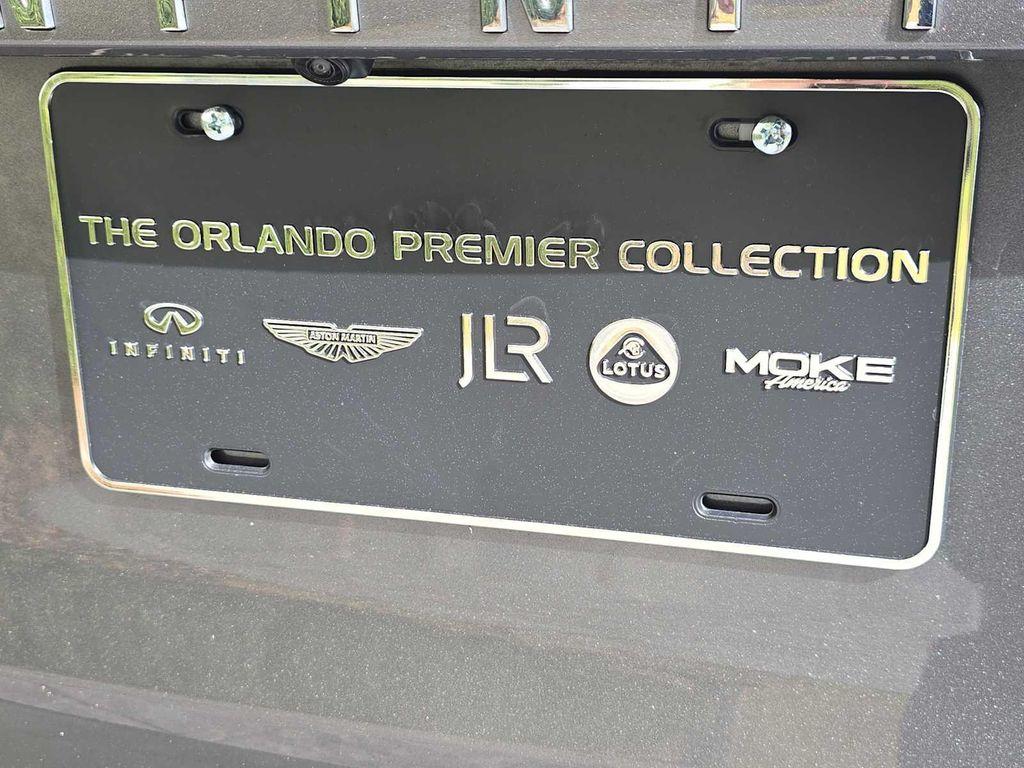 THE ORLANDO PREMIER COLLECTION
INFINITI
ASTON MARTIN
JLR
LOTUS
MOKE
America